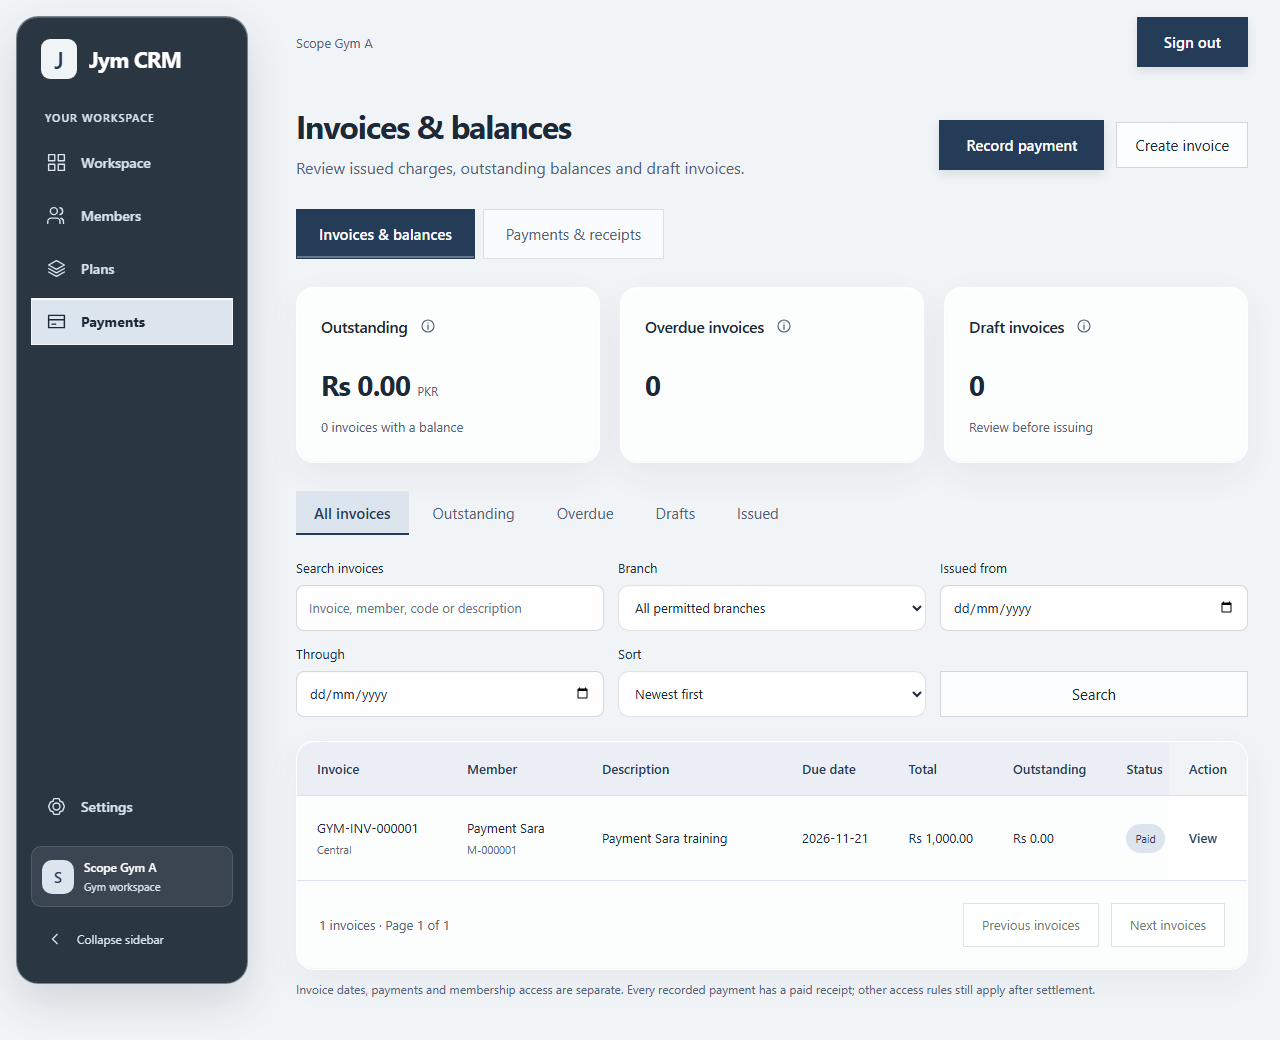 J
Jym CRM
Scope Gym A
Sign out
YOUR WORKSPACE
Workspace
Members
Plans
Payments
Settings
S
Scope Gym A
Gym workspace
Collapse sidebar
Invoices & balances
Review issued charges, outstanding balances and draft invoices.
Record payment
Create invoice
Invoices & balances
Payments & receipts
Outstanding
Rs 0.00 PKR
0 invoices with a balance
Overdue invoices
0
Draft invoices
0
Review before issuing
All invoices
Outstanding
Overdue
Drafts
Issued
Search invoices
Invoice, member, code or description
Branch
All permitted branches
Issued from
dd/mm/yyyy
Through
dd/mm/yyyy
Sort
Newest first
Search
Invoice Member Description Due date Total Outstanding Status Action
GYM-INV-000001 Payment Sara Payment Sara training 2026-11-21 Rs 1,000.00 Rs 0.00 Paid View
Central M-000001
1 invoices · Page 1 of 1
Previous invoices
Next invoices
Invoice dates, payments and membership access are separate. Every recorded payment has a paid receipt; other access rules still apply after settlement.